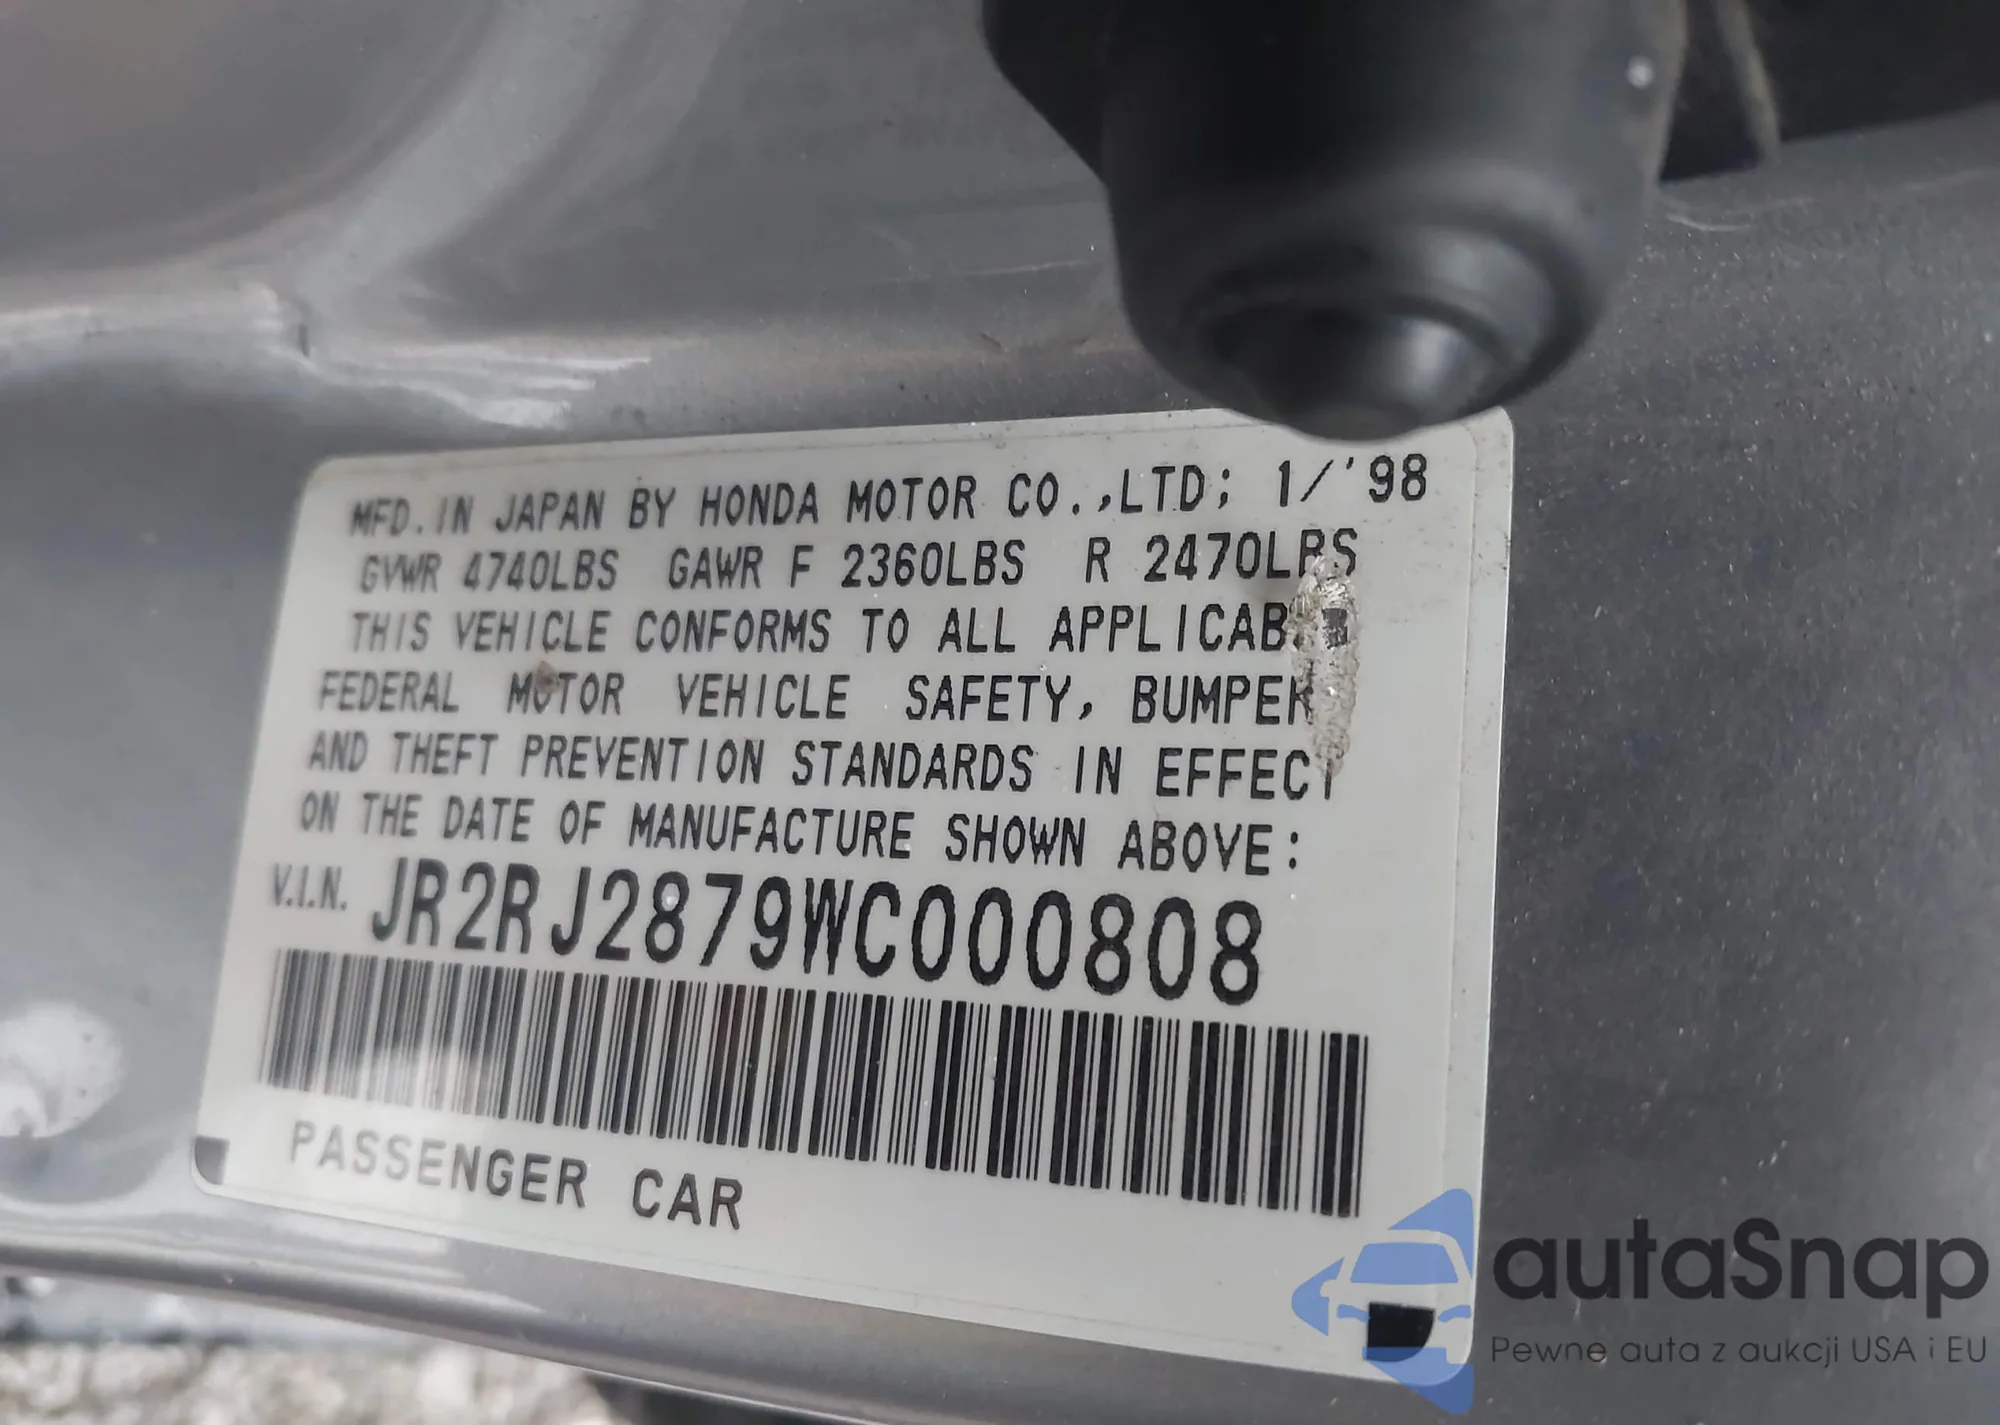 MFD. IN JAPAN BY HONDA MOTOR CO.,LTD; 1/'98
GVWR 4740LBS GAWR F 2360LBS R 2470LBS
THIS VEHICLE CONFORMS TO ALL APPLICAB
FEDERAL MOTOR VEHICLE SAFETY, BUMPER
AND THEFT PREVENTION STANDARDS IN EFFECT
ON THE DATE OF MANUFACTURE SHOWN ABOVE:
V.I.N. JR2RJ2879WC000808
PASSENGER CAR
autaSnap
Pewne auta z aukcji USA i EU